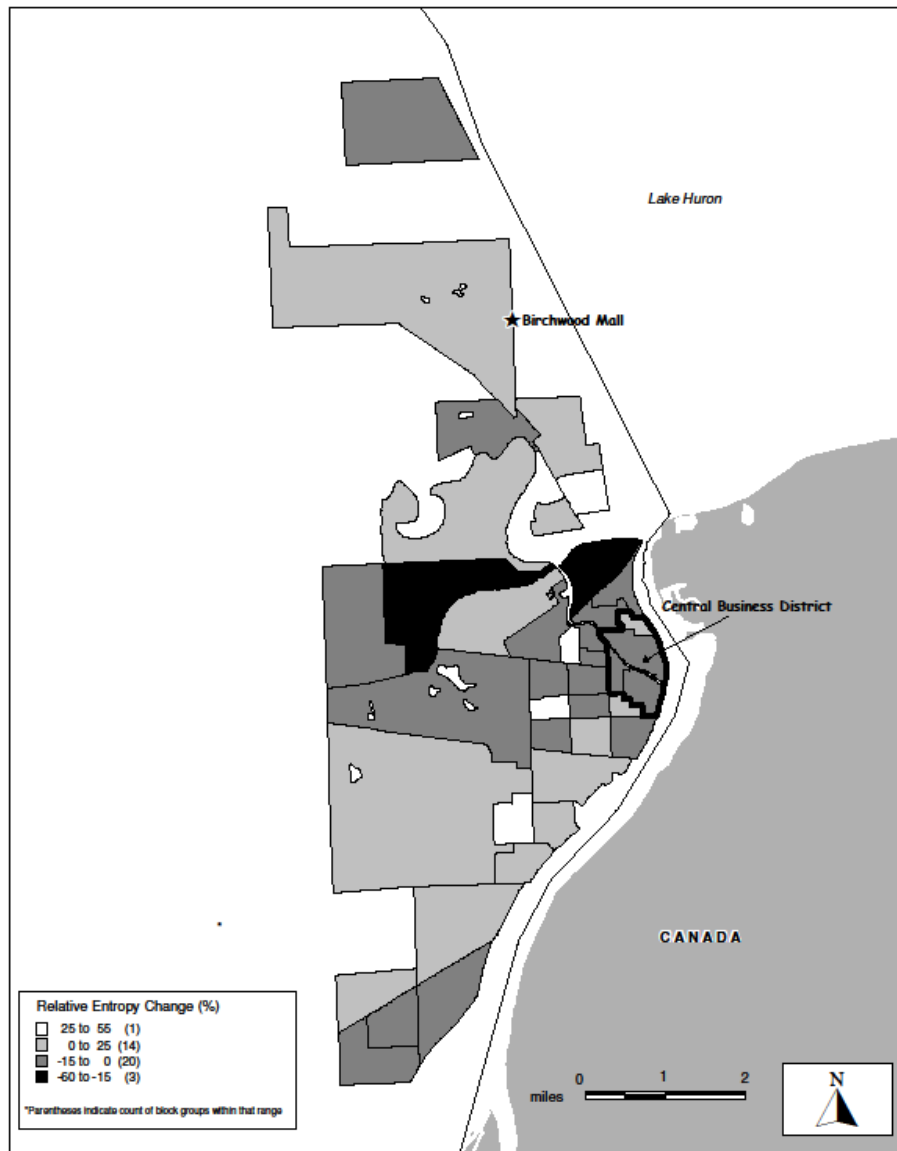 Lake Huron
Birchwood Mall
Central Business District
CANADA
Relative Entropy Change (%)
25 to 55 (1)
0 to 25 (14)
-15 to 0 (20)
-60 to -15 (3)
*Parentheses indicate count of block groups within that range
0 1 2
miles
N